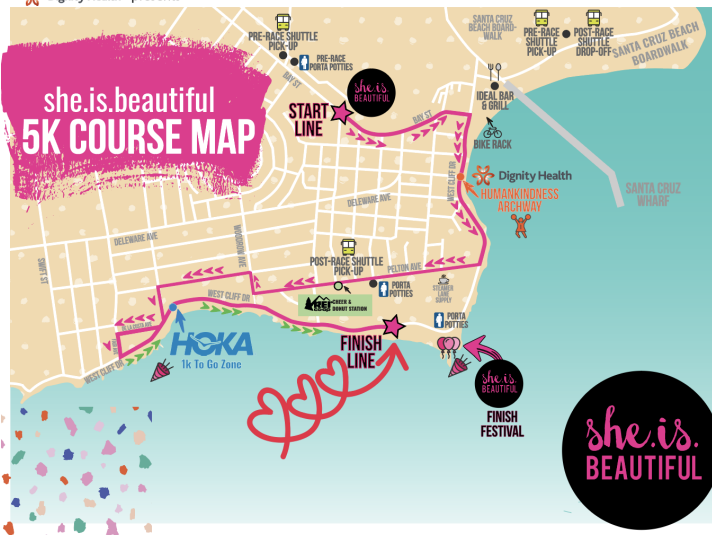 she.is.beautiful
5K COURSE MAP
PRE-RACE SHUTTLE
PICK-UP
PRE-RACE
PORTA POTTIES
BAY ST
she.is.
BEAUTIFUL
START
LINE
BAY ST
SANTA CRUZ
BEACH BOARD-
WALK
PRE-RACE
SHUTTLE
PICK-UP
POST-RACE
SHUTTLE
DROP-OFF
SANTA CRUZ BEACH
BOARDWALK
IDEAL BAR
& GRILL
BIKE RACK
WEST CLIFF DR
Dignity Health
HUMANKINDNESS
ARCHWAY
SANTA CRUZ
WHARF
DELEWARE AVE
DELEWARE AVE
SWIFT ST
WOODROW AVE
POST-RACE SHUTTLE
PICK-UP
PELTON AVE
PORTA
POTTIES
STEAMER
LANE
SUPPLY
WEST CLIFF DR
REI
CHEER &
DONUT STATION
PORTA
POTTIES
HOKA
1k To Go Zone
WEST CLIFF DR
FINISH
LINE
she.is.
BEAUTIFUL
FINISH
FESTIVAL
she.is.
BEAUTIFUL